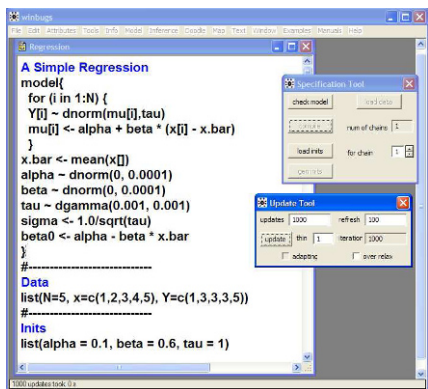 winbugs
File Edit Attributes Tools Info Model Inference Doodle Map Text Window Examples Manuals Help
Regression
A Simple Regression
model{
for (i in 1:N) {
Y[i] ~ dnorm(mu[i],tau)
mu[i] <- alpha + beta * (x[i] - x.bar)
}
x.bar <- mean(x[])
alpha ~ dnorm(0, 0.0001)
beta ~ dnorm(0, 0.0001)
tau ~ dgamma(0.001, 0.001)
sigma <- 1.0/sqrt(tau)
beta0 <- alpha - beta * x.bar
}
#----------------------------
Data
list(N=5, x=c(1,2,3,4,5), Y=c(1,3,3,3,5))
#----------------------------
Inits
list(alpha = 0.1, beta = 0.6, tau = 1)
Specification Tool
check model load data
compile num of chains 1
load inits for chain 1
gen inits
Update Tool
updates 1000 refresh 100
update thin 1 iteration 1000
adapting over relax
1000 updates took 0 s